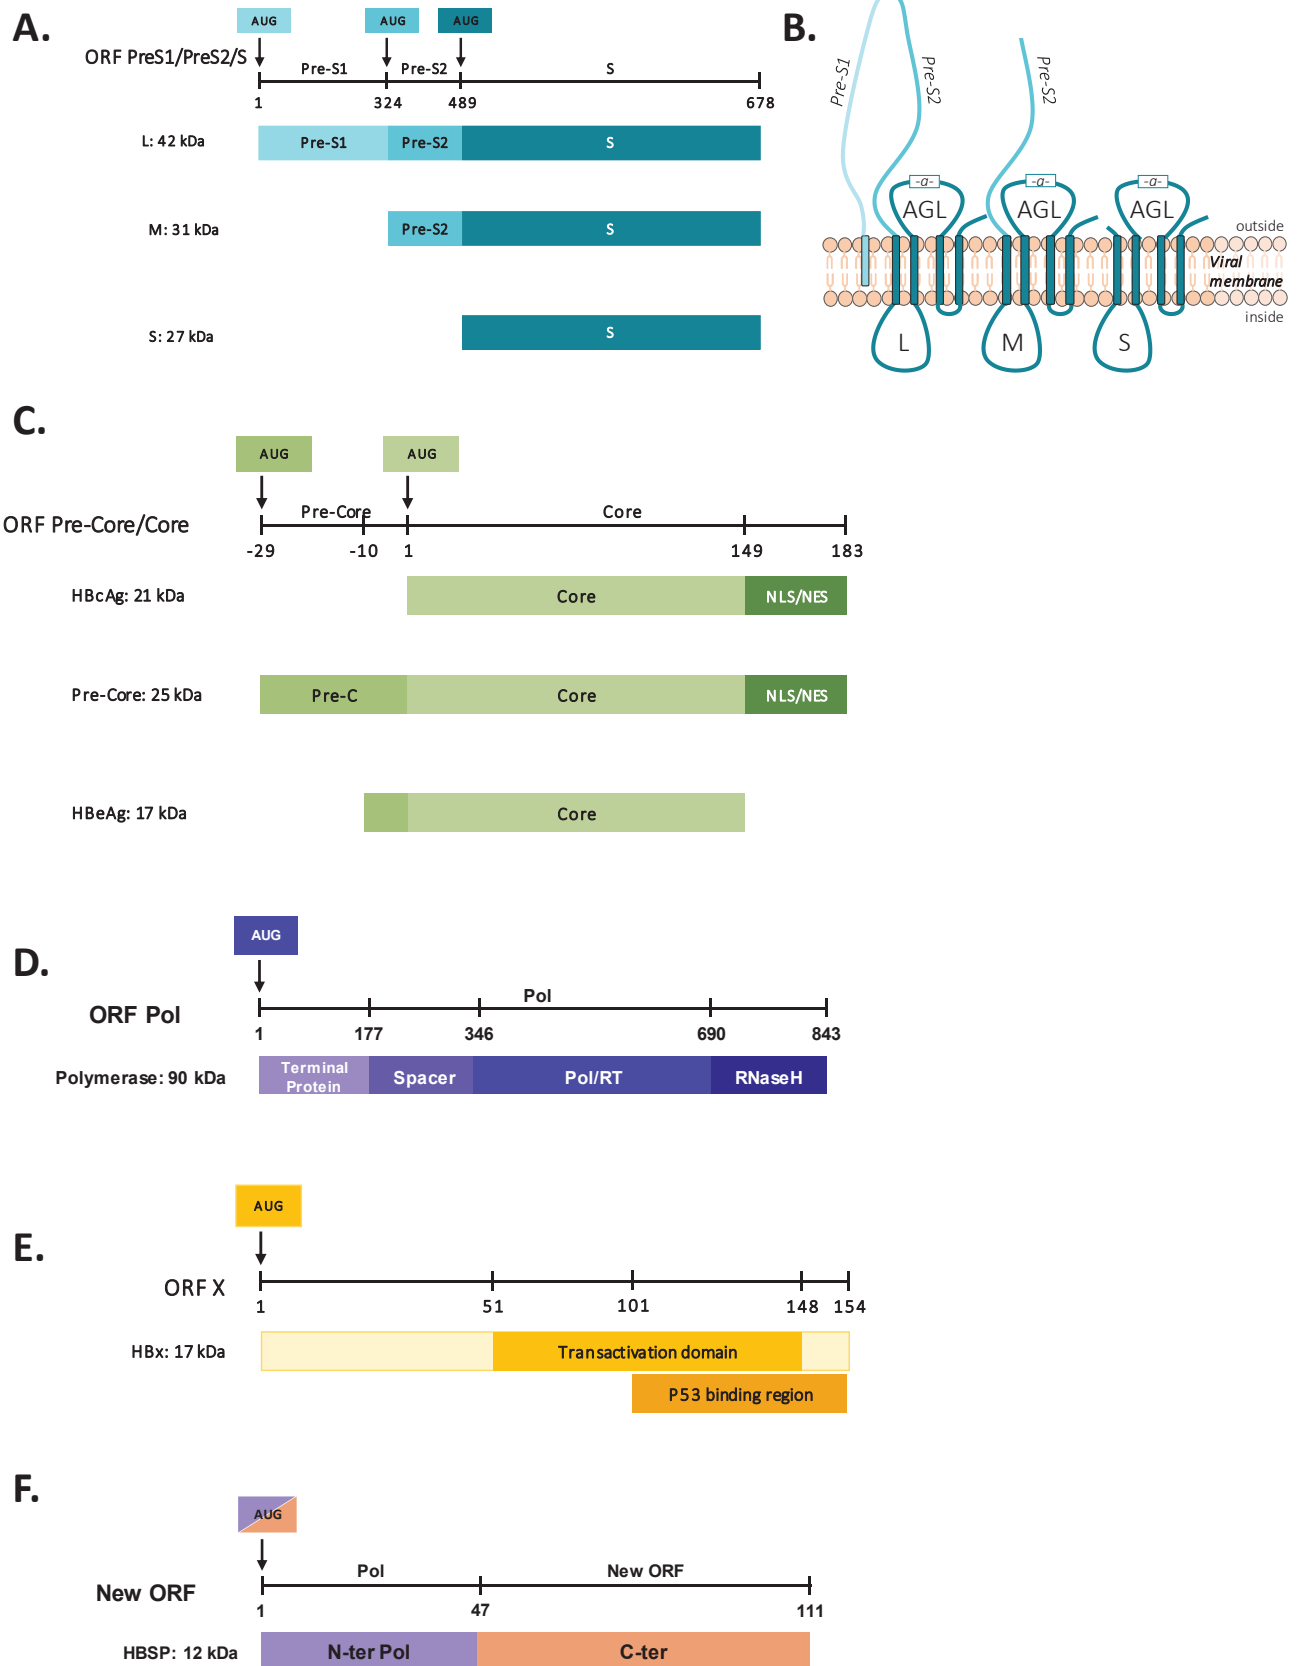 A.
AUG AUG AUG
ORF PreS1/PreS2/S
Pre-S1 Pre-S2 S
1 324 489 678
L: 42 kDa Pre-S1 Pre-S2 S
M: 31 kDa Pre-S2 S
S: 27 kDa S
B.
Pre-S1 Pre-S2 Pre-S2
-a- -a- -a-
AGL AGL AGL
outside
Viral
membrane
inside
L M S
C.
AUG AUG
ORF Pre-Core/Core
Pre-Core Core
-29 -10 1 149 183
HBcAg: 21 kDa Core NLS/NES
Pre-Core: 25 kDa Pre-C Core NLS/NES
HBeAg: 17 kDa Core
D.
AUG
Pol
ORF Pol
1 177 346 690 843
Polymerase: 90 kDa Terminal Protein Spacer Pol/RT RNaseH
E.
AUG
ORF X
1 51 101 148 154
HBx: 17 kDa Transactivation domain
P53 binding region
F.
AUG
Pol New ORF
New ORF
1 47 111
HBSP: 12 kDa N-ter Pol C-ter